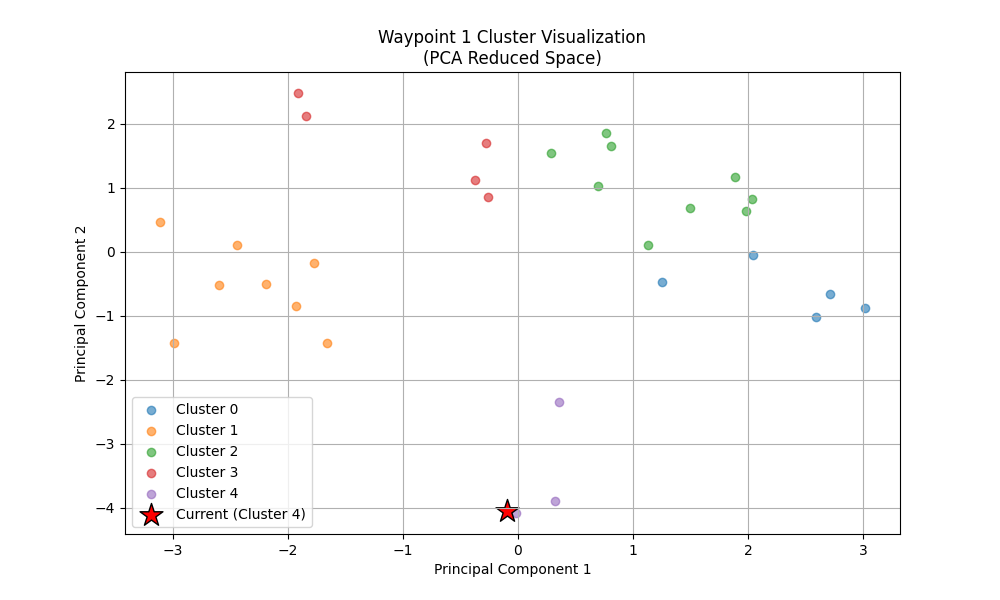 Waypoint 1 Cluster Visualization
(PCA Reduced Space)
Principal Component 2
2
1
0
−1
−2
−3
−4
Cluster 0
Cluster 1
Cluster 2
Cluster 3
Cluster 4
Current (Cluster 4)
−3 −2 −1 0 1 2 3
Principal Component 1